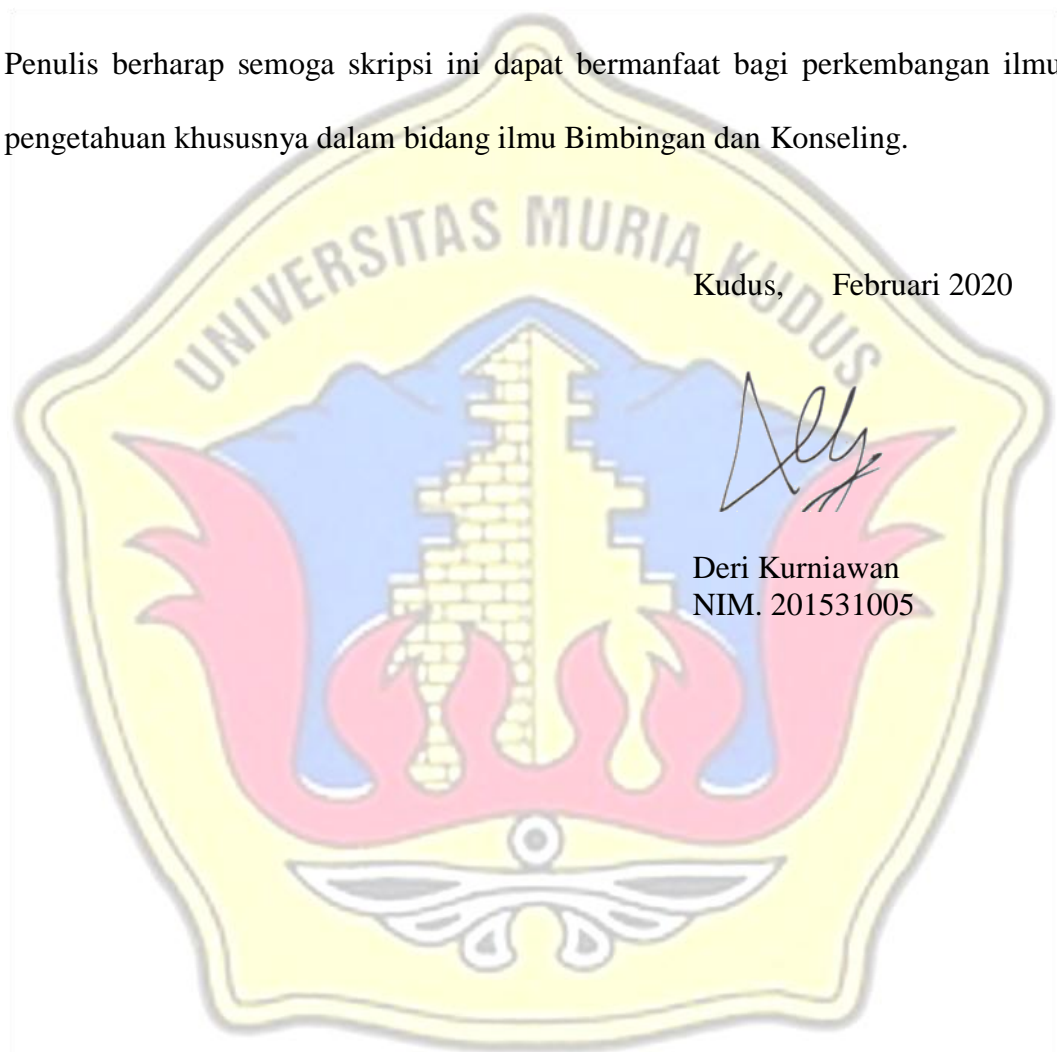 Penulis berharap semoga skripsi ini dapat bermanfaat bagi perkembangan ilmu
pengetahuan khususnya dalam bidang ilmu Bimbingan dan Konseling.
UNIVERSITAS MURIA KUDUS
Kudus, Februari 2020
Deri Kurniawan
NIM. 201531005